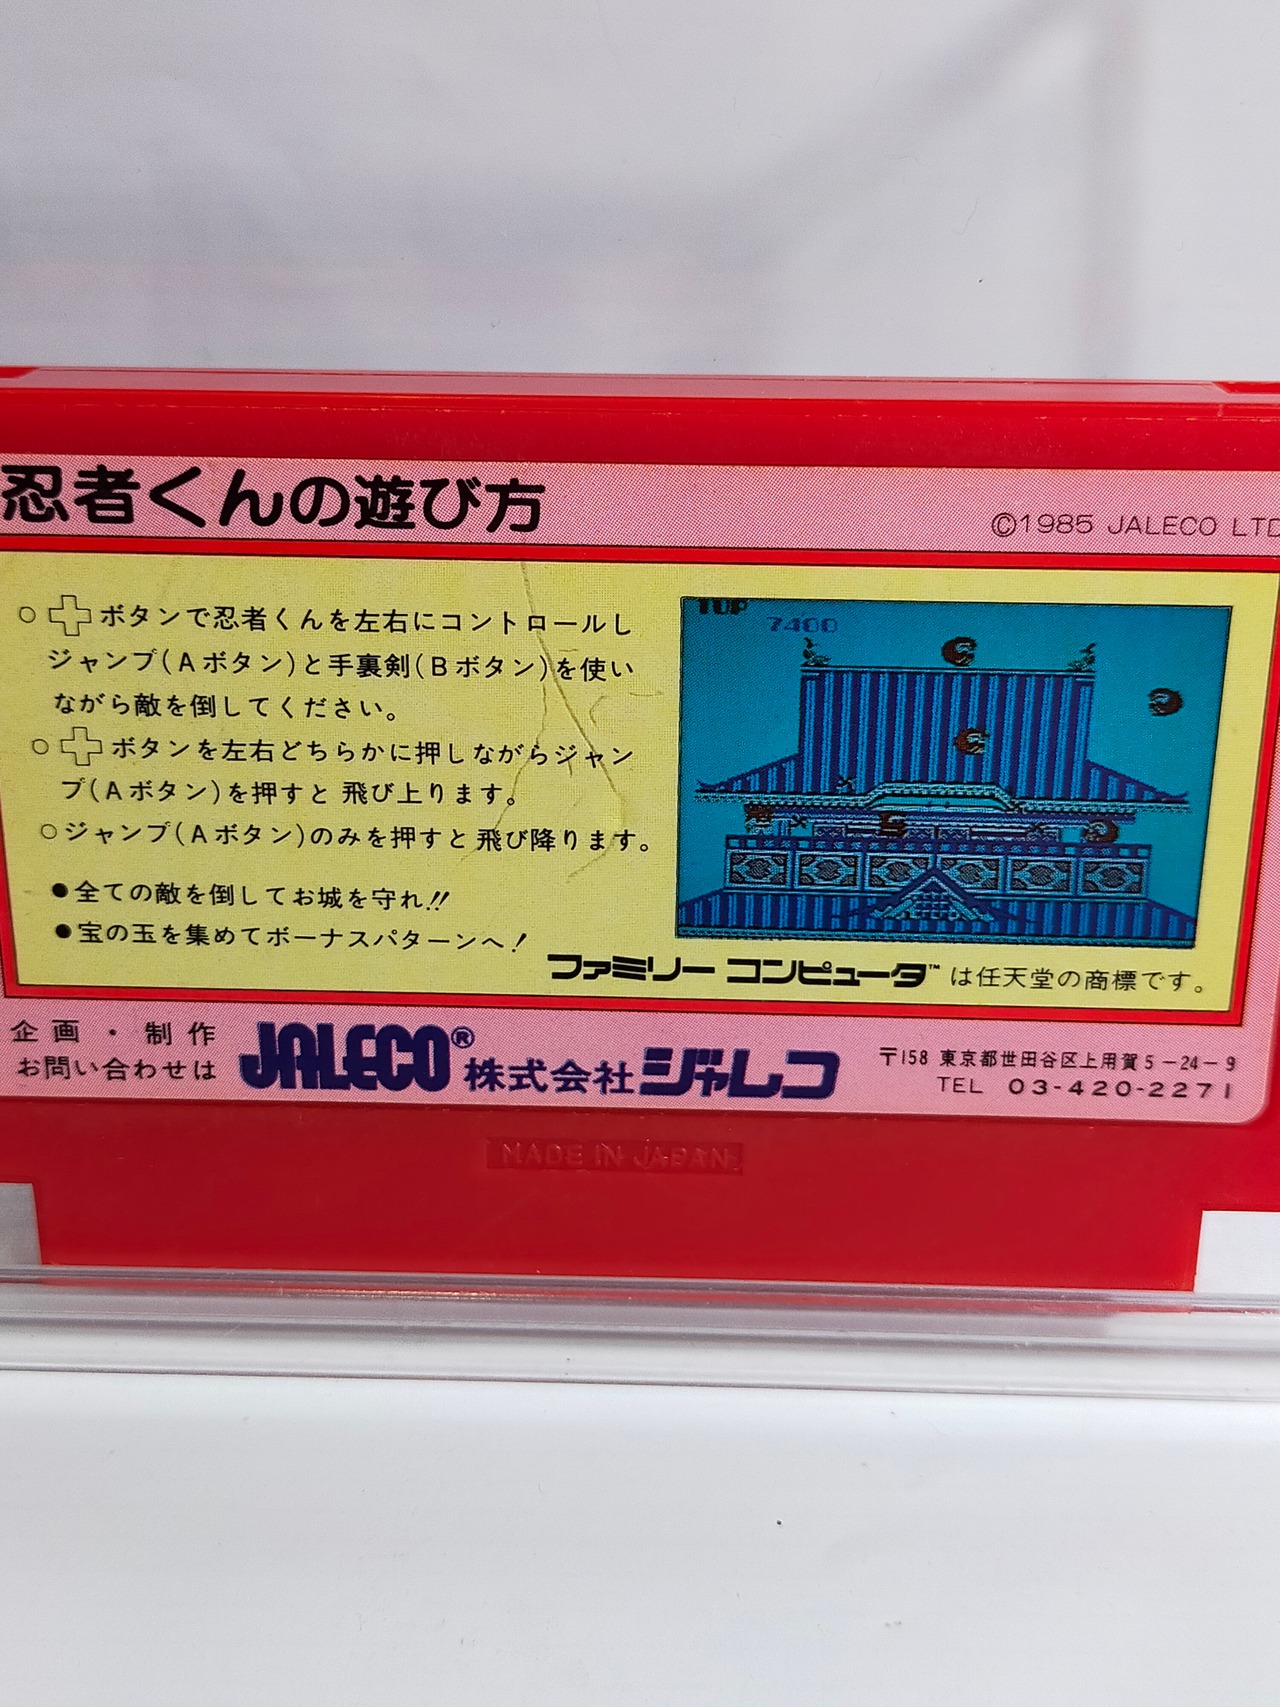 忍者くんの遊び方
©1985 JALECO LTD
○ボタンで忍者くんを左右にコントロールし
ジャンプ(Aボタン)と手裏剣(Bボタン)を使い
ながら敵を倒してください。
○ボタンを左右どちらかに押しながらジャン
プ(Aボタン)を押すと飛び上ります。
○ジャンプ(Aボタン)のみを押すと飛び降ります。
●全ての敵を倒してお城を守れ!!
●宝の玉を集めてボーナスパターンへ!
TOP
7400
ファミリーコンピュータ™は任天堂の商標です。
企画・制作
お問い合わせは
JALECO® 株式会社ジャレコ
〒158 東京都世田谷区上用賀5-24-9
TEL 03-420-2271
MADE IN JAPAN